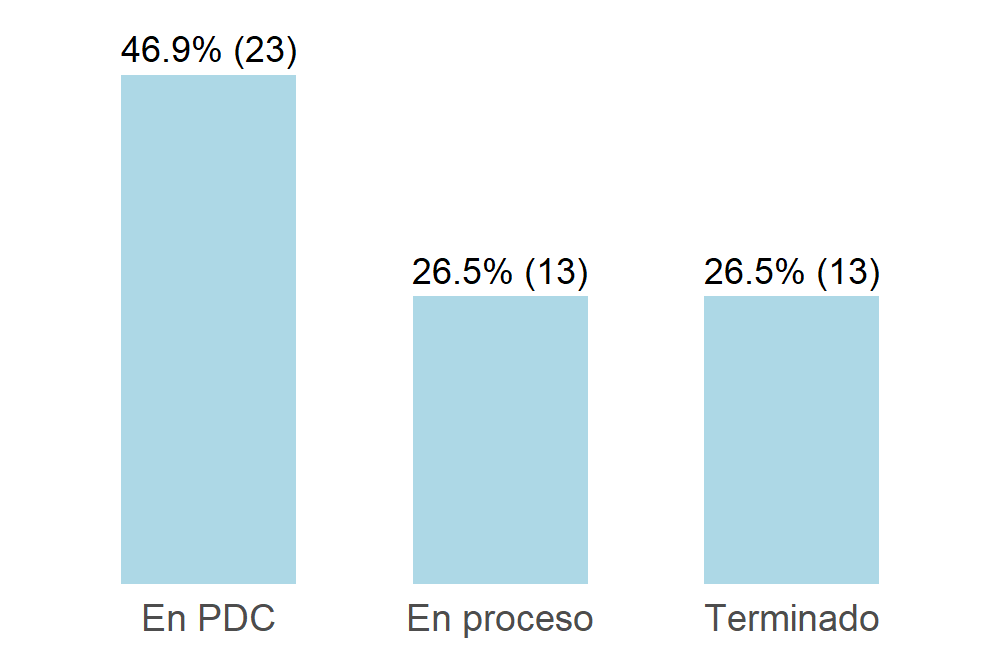 46.9% (23)
26.5% (13)
26.5% (13)
En PDC
En proceso
Terminado